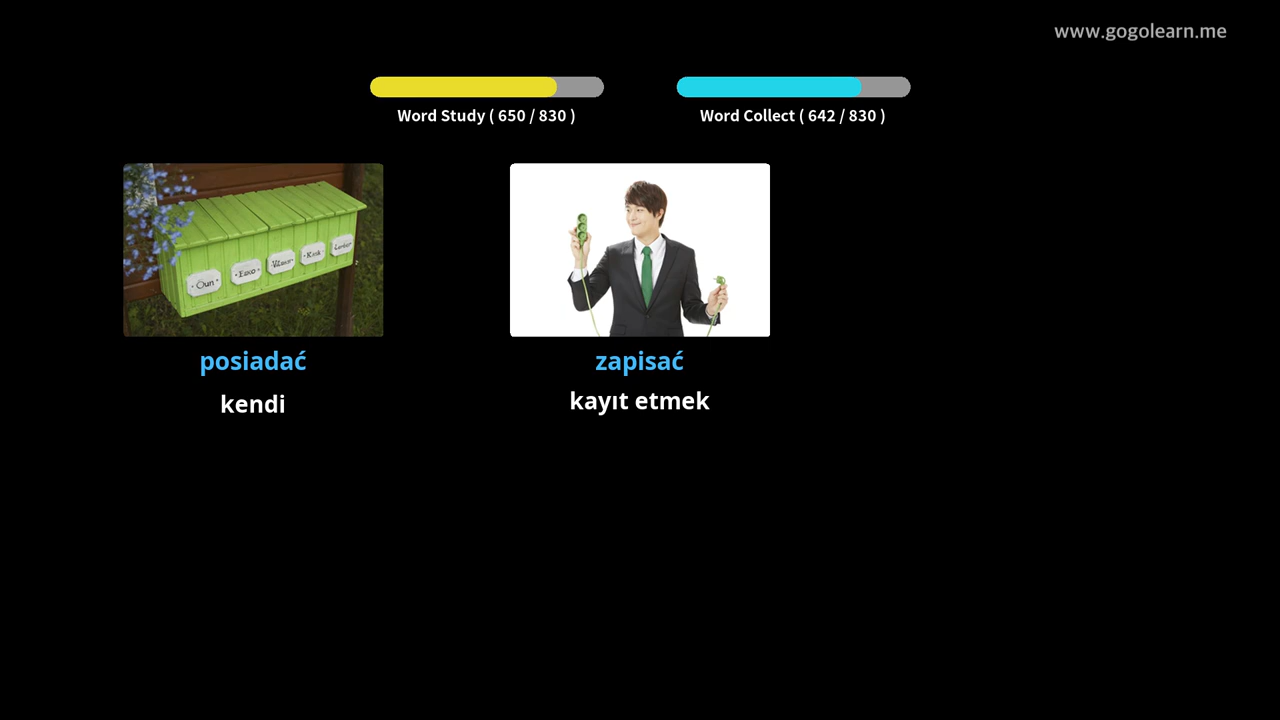 www.gogolearn.me
Word Study ( 650 / 830 )
Word Collect ( 642 / 830 )
posiadać
kendi
zapisać
kayıt etmek